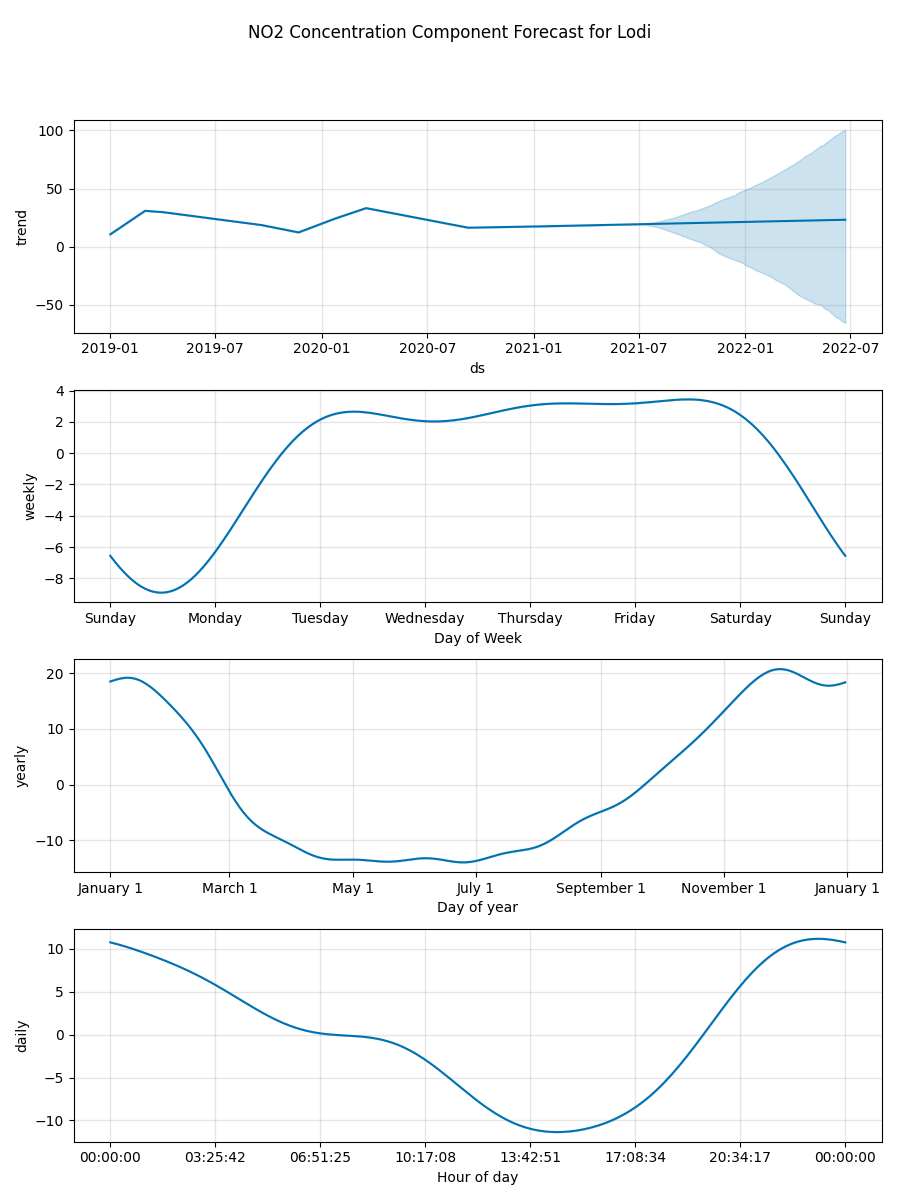 NO2 Concentration Component Forecast for Lodi
100
50
0
−50
trend
2019-01 2019-07 2020-01 2020-07 2021-01 2021-07 2022-01 2022-07
ds
4
2
0
−2
−4
−6
−8
weekly
Sunday Monday Tuesday Wednesday Thursday Friday Saturday Sunday
Day of Week
20
10
0
−10
yearly
January 1 March 1 May 1 July 1 September 1 November 1 January 1
Day of year
10
5
0
−5
−10
daily
00:00:00 03:25:42 06:51:25 10:17:08 13:42:51 17:08:34 20:34:17 00:00:00
Hour of day